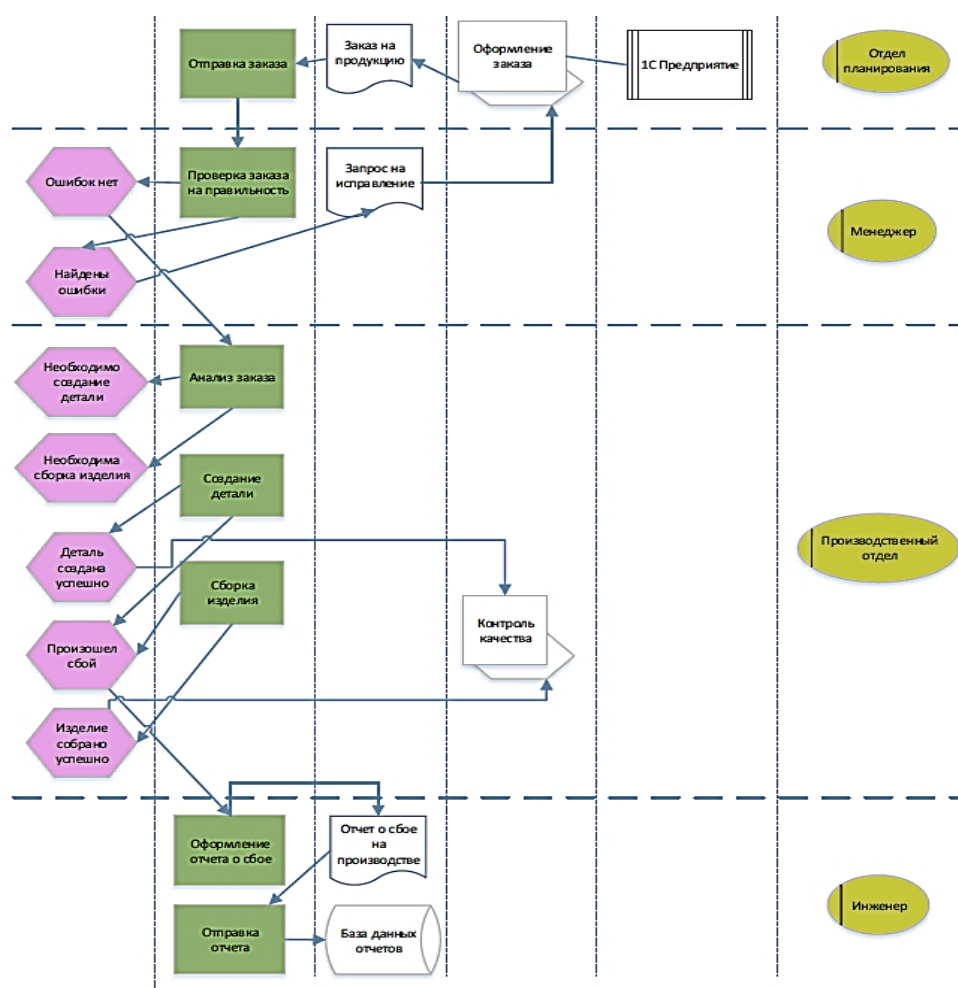 Отправка заказа
Заказ на
продукцию
Оформление
заказа
1С Предприятие
Отдел
планирования
Ошибок нет
Проверка заказа
на правильность
Запрос на
исправление
Менеджер
Найдены
ошибки
Необходимо
создание
детали
Анализ заказа
Необходима
сборка изделия
Создание
детали
Деталь
создана
успешно
Производственный
отдел
Сборка
изделия
Контроль
качества
Произошел
сбой
Изделие
собрано
успешно
Оформление
отчета о сбое
Отчет о сбое
на
производстве
Инженер
Отправка
отчета
База данных
отчетов